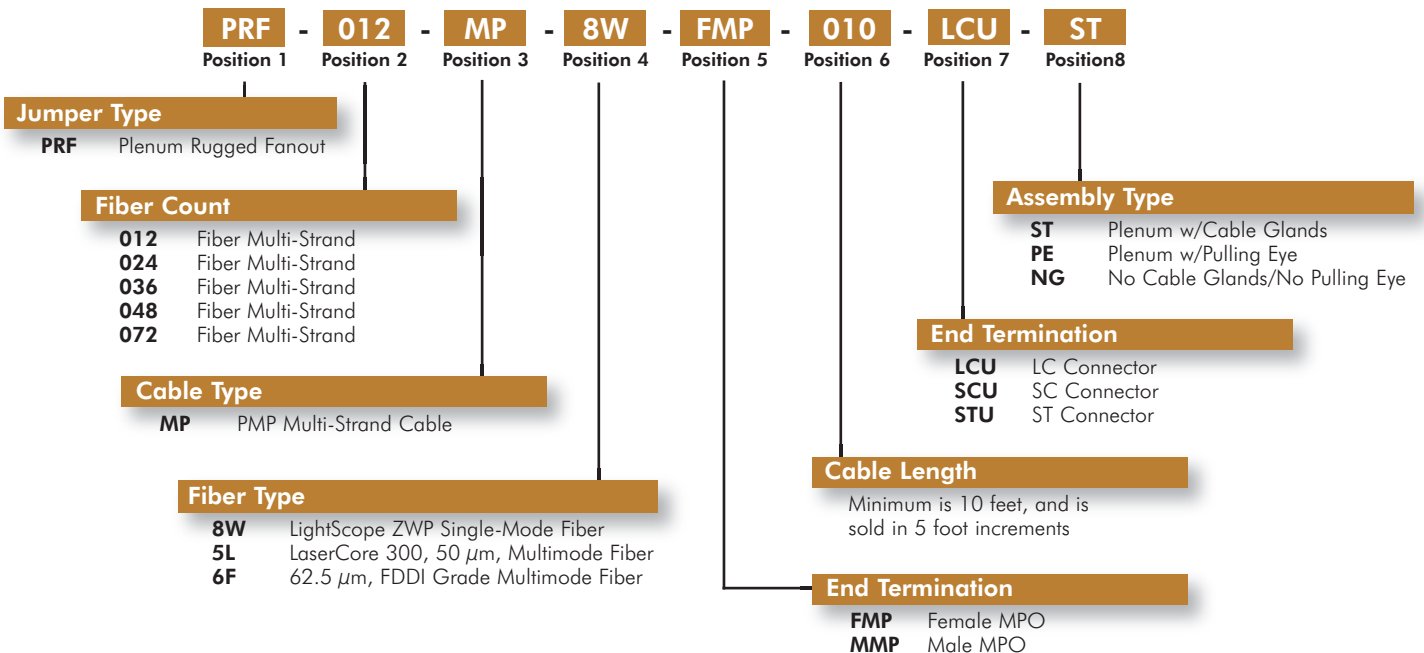 PRF - 012 - MP - 8W - FMP - 010 - LCU - ST
Position 1 Position 2 Position 3 Position 4 Position 5 Position 6 Position 7 Position8
Jumper Type
PRF Plenum Rugged Fanout
Fiber Count
012 Fiber Multi-Strand
024 Fiber Multi-Strand
036 Fiber Multi-Strand
048 Fiber Multi-Strand
072 Fiber Multi-Strand
Cable Type
MP PMP Multi-Strand Cable
Fiber Type
8W LightScope ZWP Single-Mode Fiber
5L LaserCore 300, 50 µm, Multimode Fiber
6F 62.5 µm, FDDI Grade Multimode Fiber
Assembly Type
ST Plenum w/Cable Glands
PE Plenum w/Pulling Eye
NG No Cable Glands/No Pulling Eye
End Termination
LCU LC Connector
SCU SC Connector
STU ST Connector
Cable Length
Minimum is 10 feet, and is
sold in 5 foot increments
End Termination
FMP Female MPO
MMP Male MPO